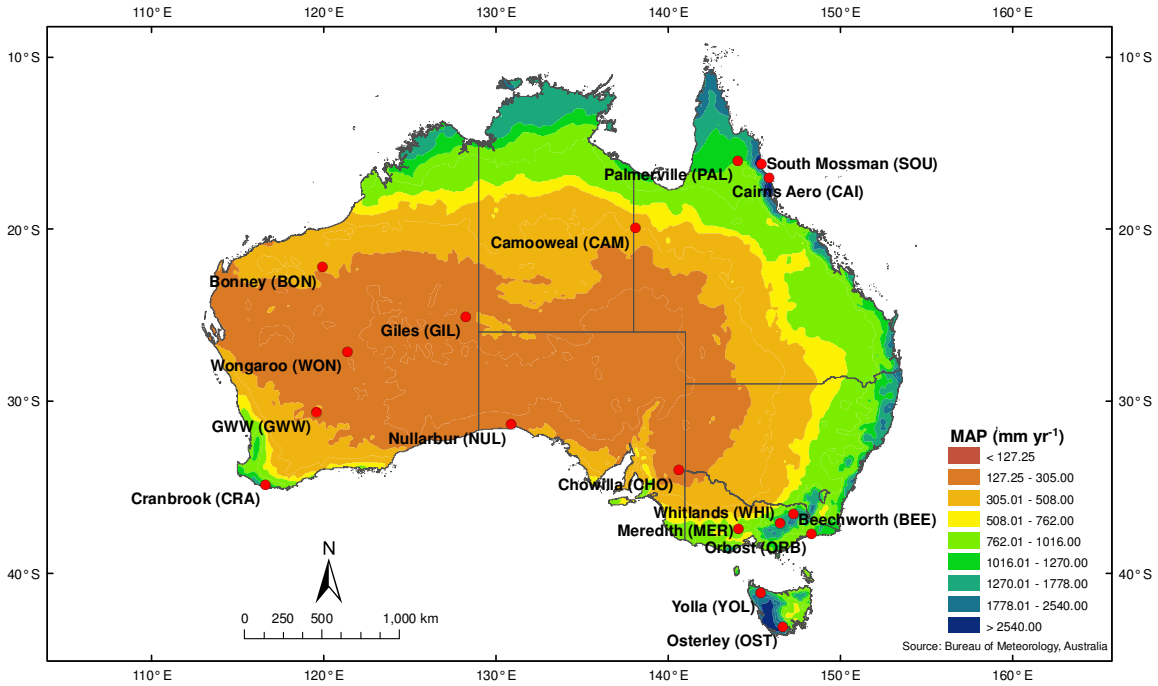 110°E 120°E 130°E 140°E 150°E 160°E
10°S 10°S
South Mossman (SOU)
Palmerville (PAL)
Cairns Aero (CAI)
20°S 20°S
Camooweal (CAM)
Bonney (BON)
Giles (GIL)
Wongaroo (WON)
30°S 30°S
GWW (GWW)
Nullarbur (NUL)
MAP (mm yr-1)
< 127.25
127.25 - 305.00
305.01 - 508.00
508.01 - 762.00
762.01 - 1016.00
1016.01 - 1270.00
1270.01 - 1778.00
1778.01 - 2540.00
> 2540.00
Chowilla (CHO)
Cranbrook (CRA)
Whitlands (WHI)
Beechworth (BEE)
Meredith (MER)
Orbost (ORB)
N
40°S 40°S
Yolla (YOL)
0 250 500 1,000 km
Osterley (OST)
Source: Bureau of Meteorology, Australia
110°E 120°E 130°E 140°E 150°E 160°E